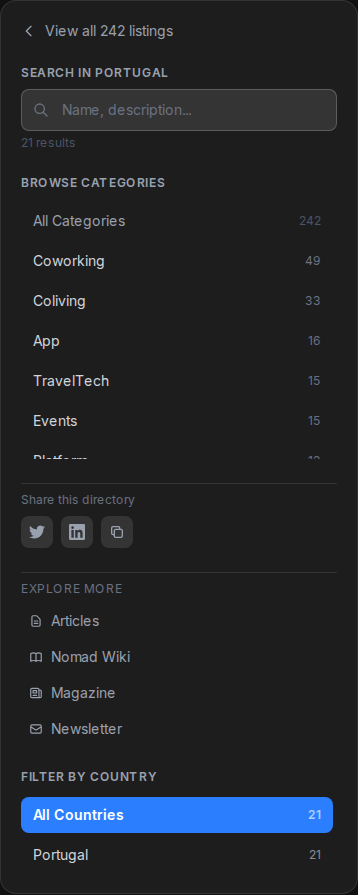 View all 242 listings
SEARCH IN PORTUGAL
Name, description...
21 results
BROWSE CATEGORIES
All Categories 242
Coworking 49
Coliving 33
App 16
TravelTech 15
Events 15
Share this directory
EXPLORE MORE
Articles
Nomad Wiki
Magazine
Newsletter
FILTER BY COUNTRY
All Countries 21
Portugal 21